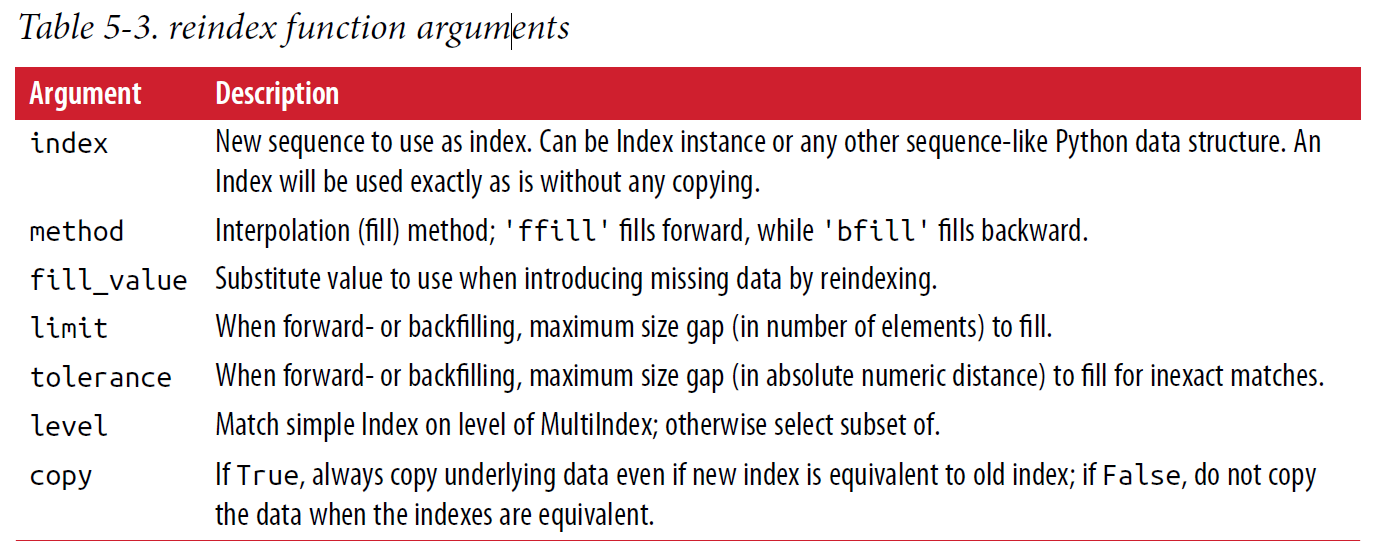 Table 5-3. reindex function arguments
Argument Description
index New sequence to use as index. Can be Index instance or any other sequence-like Python data structure. An
Index will be used exactly as is without any copying.
method Interpolation (fill) method; 'ffill' fills forward, while 'bfill' fills backward.
fill_value Substitute value to use when introducing missing data by reindexing.
limit When forward- or backfilling, maximum size gap (in number of elements) to fill.
tolerance When forward- or backfilling, maximum size gap (in absolute numeric distance) to fill for inexact matches.
level Match simple Index on level of MultiIndex; otherwise select subset of.
copy If True, always copy underlying data even if new index is equivalent to old index; if False, do not copy
the data when the indexes are equivalent.